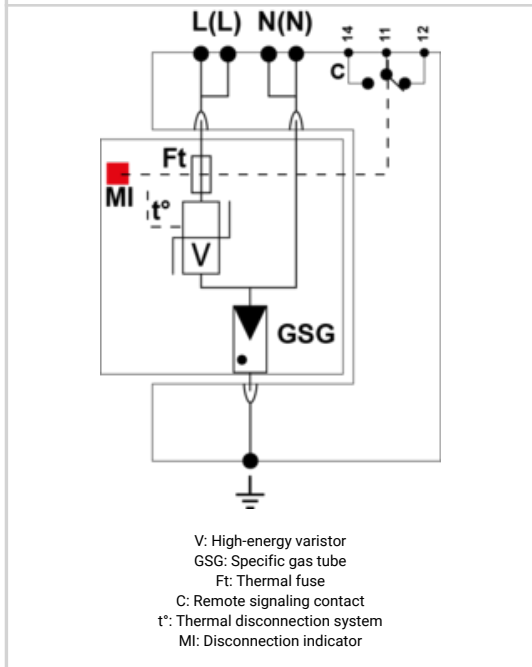 L(L) N(N) 14 11 12
C
Ft
MI
t°
V
GSG
V: High-energy varistor
GSG: Specific gas tube
Ft: Thermal fuse
C: Remote signaling contact
t°: Thermal disconnection system
MI: Disconnection indicator